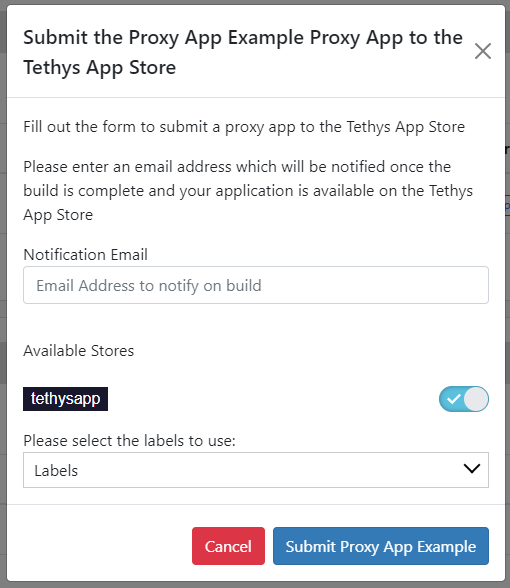 Submit the Proxy App Example Proxy App to the
Tethys App Store
Fill out the form to submit a proxy app to the Tethys App Store
Please enter an email address which will be notified once the
build is complete and your application is available on the Tethys
App Store
Notification Email
Email Address to notify on build
Available Stores
tethysapp
Please select the labels to use:
Labels
Cancel
Submit Proxy App Example